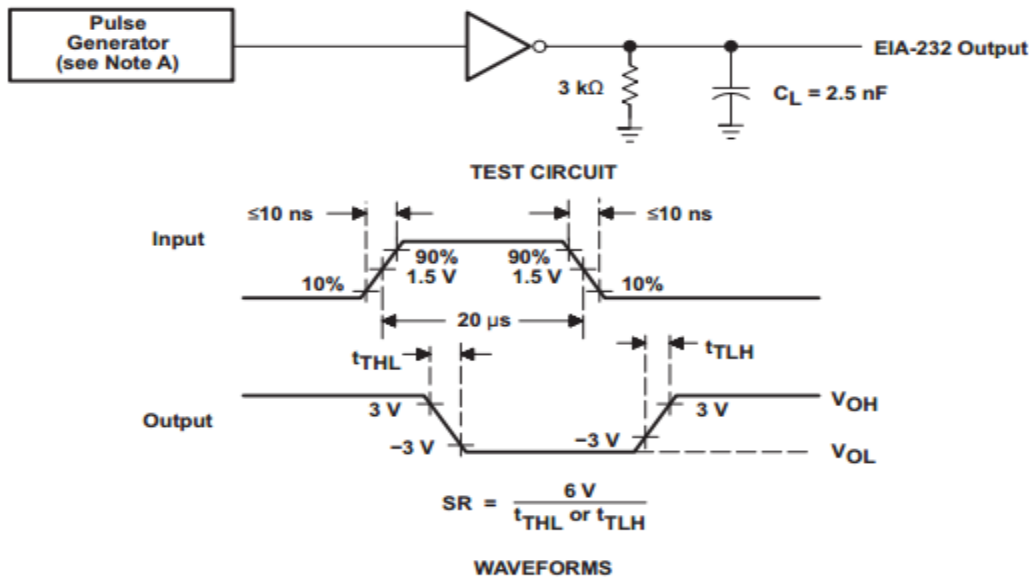 Pulse
Generator
(see Note A)
EIA-232 Output
3 kΩ
CL = 2.5 nF
TEST CIRCUIT
≤10 ns
≤10 ns
Input
90%
90%
1.5 V
1.5 V
10%
10%
20 µs
tTHL
tTLH
Output
3 V
3 V
VOH
−3 V
−3 V
VOL
SR = 6 V
tTHL or tTLH
WAVEFORMS